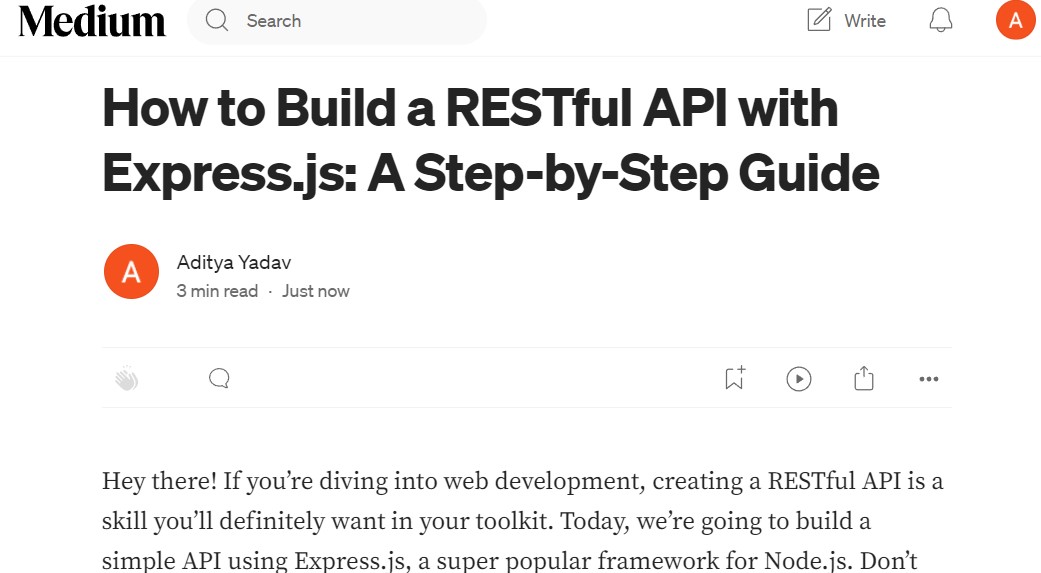 Medium
Search
Write
A
How to Build a RESTful API with
Express.js: A Step-by-Step Guide
A
Aditya Yadav
3 min read · Just now
Hey there! If you’re diving into web development, creating a RESTful API is a
skill you’ll definitely want in your toolkit. Today, we’re going to build a
simple API using Express.js, a super popular framework for Node.js. Don’t